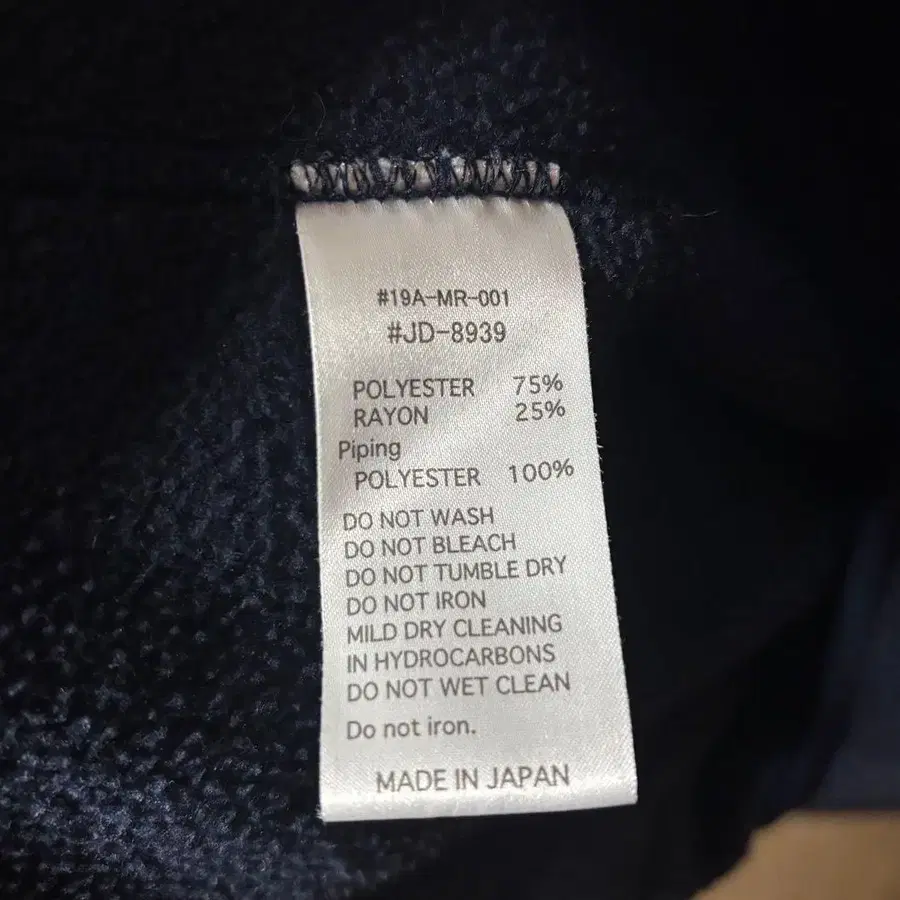 #19A-MR-001
#JD-8939
POLYESTER 75%
RAYON 25%
Piping
POLYESTER 100%
DO NOT WASH
DO NOT BLEACH
DO NOT TUMBLE DRY
DO NOT IRON
MILD DRY CLEANING
IN HYDROCARBONS
DO NOT WET CLEAN
Do not iron.
MADE IN JAPAN